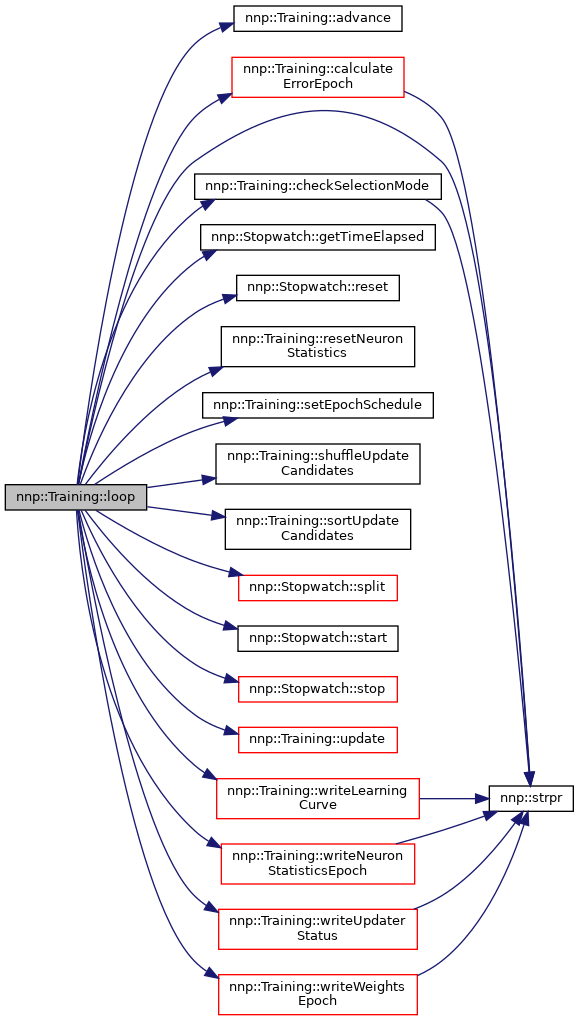 nnp::Training::advance
nnp::Training::calculate
ErrorEpoch
nnp::Training::checkSelectionMode
nnp::Stopwatch::getTimeElapsed
nnp::Stopwatch::reset
nnp::Training::resetNeuron
Statistics
nnp::Training::setEpochSchedule
nnp::Training::shuffleUpdate
Candidates
nnp::Training::loop
nnp::Training::sortUpdate
Candidates
nnp::Stopwatch::split
nnp::Stopwatch::start
nnp::Stopwatch::stop
nnp::Training::update
nnp::Training::writeLearning
Curve
nnp::strpr
nnp::Training::writeNeuron
StatisticsEpoch
nnp::Training::writeUpdater
Status
nnp::Training::writeWeights
Epoch